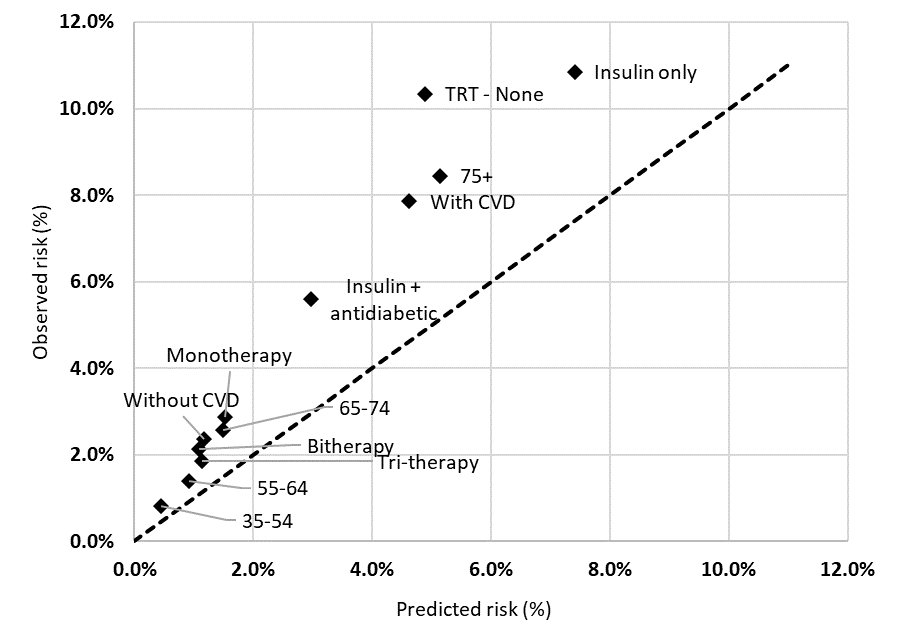 12.0%
10.0%
8.0%
6.0%
4.0%
2.0%
0.0%
Observed risk (%)
Insulin only
TRT - None
75+
With CVD
Insulin +
antidiabetic
Monotherapy
Without CVD
65-74
Bitherapy
Tri-therapy
55-64
35-54
0.0% 2.0% 4.0% 6.0% 8.0% 10.0% 12.0%
Predicted risk (%)